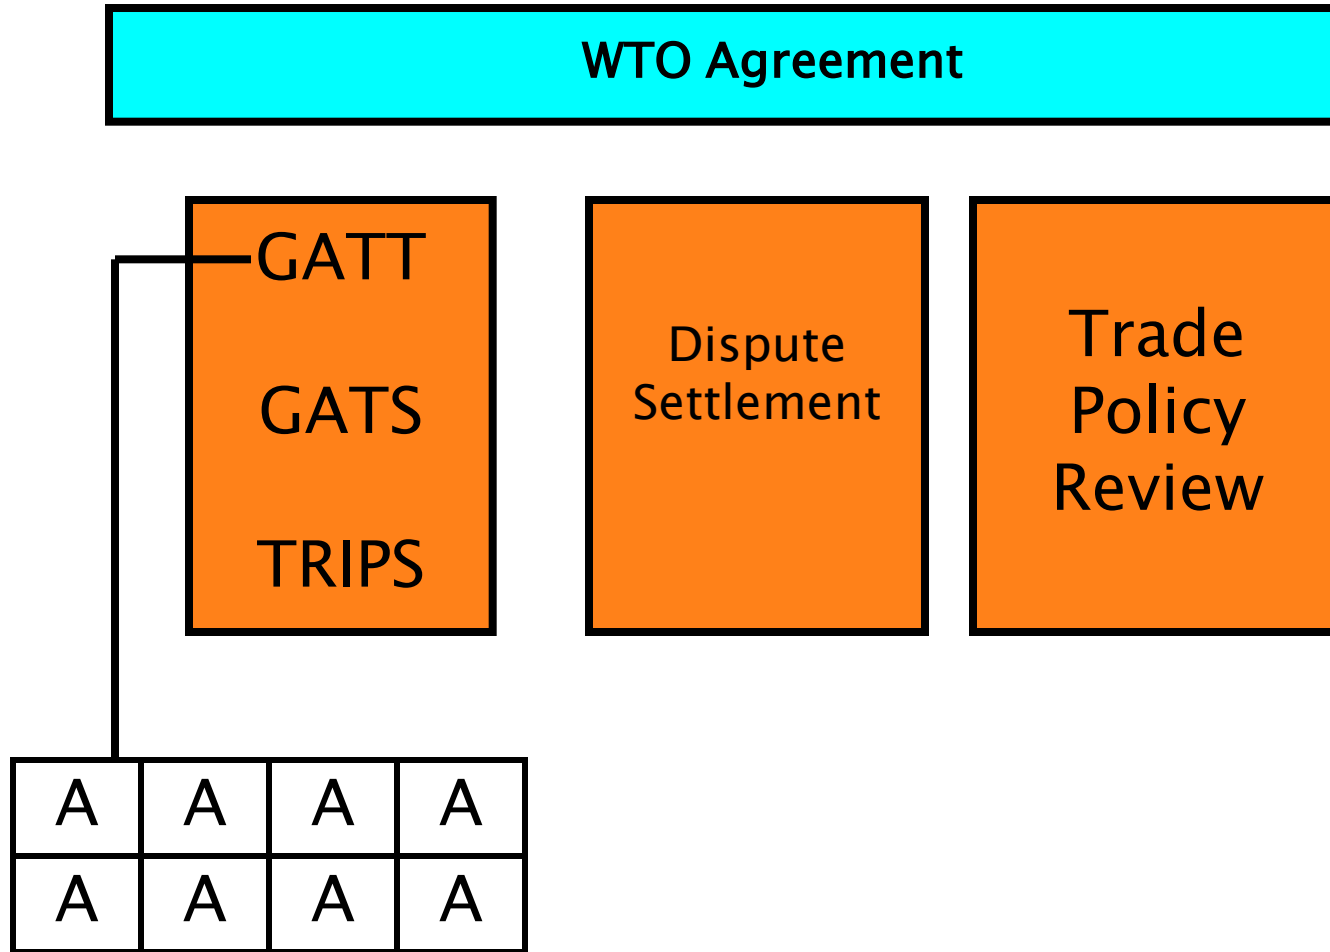 WTO Agreement
GATT
GATS
TRIPS
Dispute
Settlement
Trade
Policy
Review
A A A A
A A A A